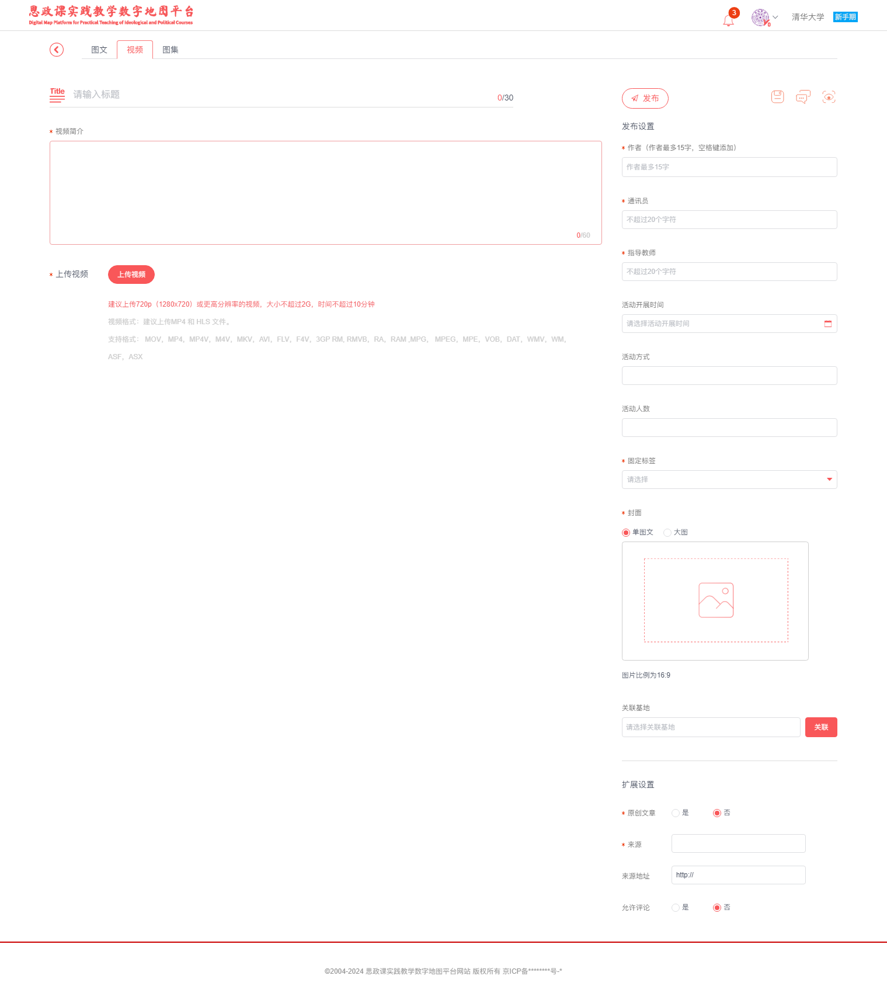 思政课实践教学数字地图平台
Digital Map Platform for Practical Teaching of Ideological and Political Courses
3
0
清华大学
新手期
图文
视频
图集
Title
请输入标题
0/30
* 视频简介
0/60
* 上传视频
上传视频
建议上传720p（1280x720）或更高分辨率的视频，大小不超过2G，时间不超过10分钟
视频格式：建议上传MP4 和 HLS 文件。
支持格式： MOV，MP4，MP4V，M4V，MKV，AVI，FLV，F4V，3GP RM, RMVB，RA，RAM ,MPG， MPEG，MPE，VOB，DAT，WMV，WM，
ASF，ASX
发布
发布设置
* 作者（作者最多15字，空格键添加）
作者最多15字
* 通讯员
不超过20个字符
* 指导教师
不超过20个字符
活动开展时间
请选择活动开展时间
活动方式
活动人数
* 固定标签
请选择
* 封面
单图文
大图
图片比例为16:9
关联基地
请选择关联基地
关联
扩展设置
* 原创文章
是
否
* 来源
来源地址
http://
允许评论
是
否
©2004-2024 思政课实践教学数字地图平台网站 版权所有 京ICP备********号-*